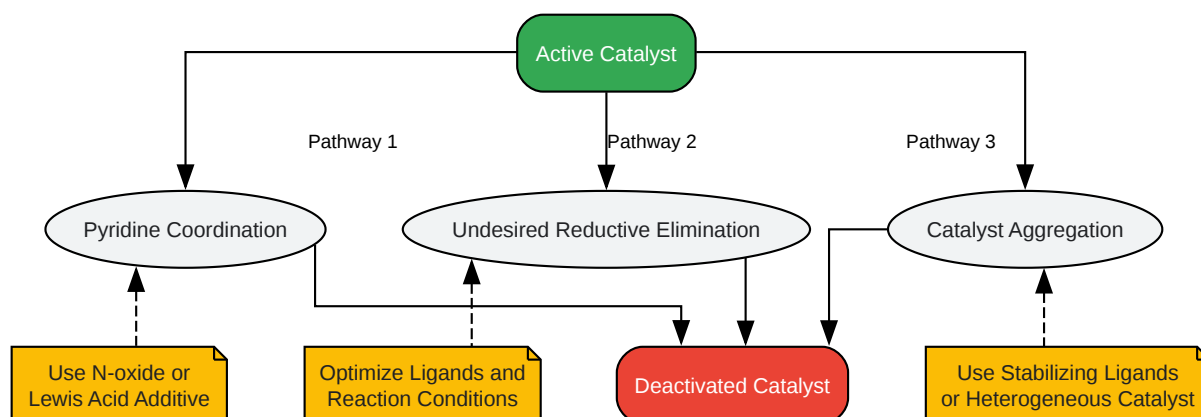 Active Catalyst
Pathway 1
Pathway 2
Pathway 3
Pyridine Coordination
Undesired Reductive Elimination
Catalyst Aggregation
Use N-oxide or
Lewis Acid Additive
Optimize Ligands and
Reaction Conditions
Deactivated Catalyst
Use Stabilizing Ligands
or Heterogeneous Catalyst